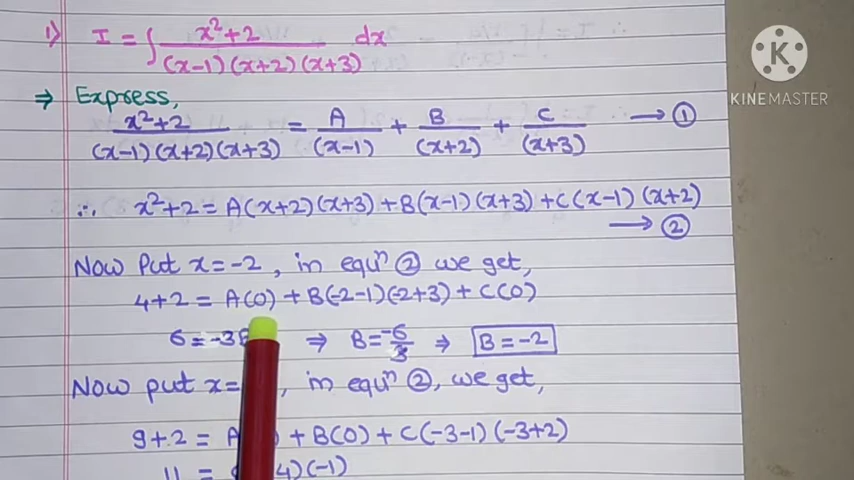 1) I = ∫ x²+2 / (x-1)(x+2)(x+3) dx
K
KINEMASTER
⇒ Express,
x²+2 / (x-1)(x+2)(x+3) = A / (x-1) + B / (x+2) + C / (x+3) → ①
∴ x²+2 = A(x+2)(x+3) + B(x-1)(x+3) + C(x-1)(x+2)
→ ②
Now Put x=-2, in equⁿ ② we get,
4+2 = A(0) + B(-2-1)(-2+3) + C(0)
6 = -3B ⇒ B = -6/3 ⇒ B = -2
Now put x= , in equⁿ ②, we get,
9+2 = A ) + B(0) + C(-3-1)(-3+2)
11 = 4)(-1)